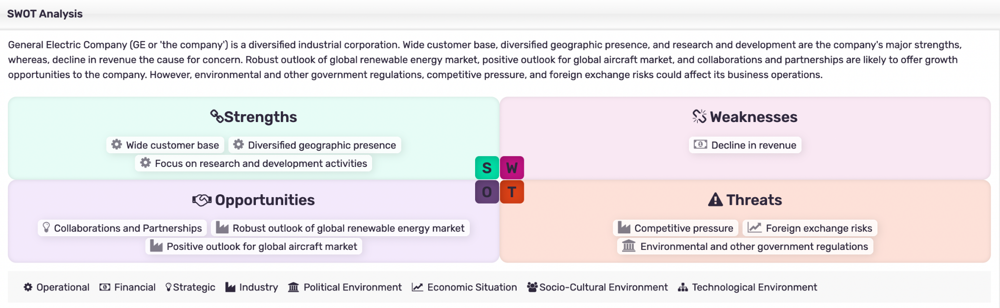 SWOT Analysis
General Electric Company (GE or 'the company') is a diversified industrial corporation. Wide customer base, diversified geographic presence, and research and development are the company's major strengths,
whereas, decline in revenue the cause for concern. Robust outlook of global renewable energy market, positive outlook for global aircraft market, and collaborations and partnerships are likely to offer growth
opportunities to the company. However, environmental and other government regulations, competitive pressure, and foreign exchange risks could affect its business operations.
Strengths
Wide customer base
Diversified geographic presence
Focus on research and development activities
Weaknesses
Decline in revenue
S W
O T
Opportunities
Collaborations and Partnerships
Robust outlook of global renewable energy market
Positive outlook for global aircraft market
Threats
Competitive pressure
Foreign exchange risks
Environmental and other government regulations
Operational Financial Strategic Industry Political Environment Economic Situation Socio-Cultural Environment Technological Environment